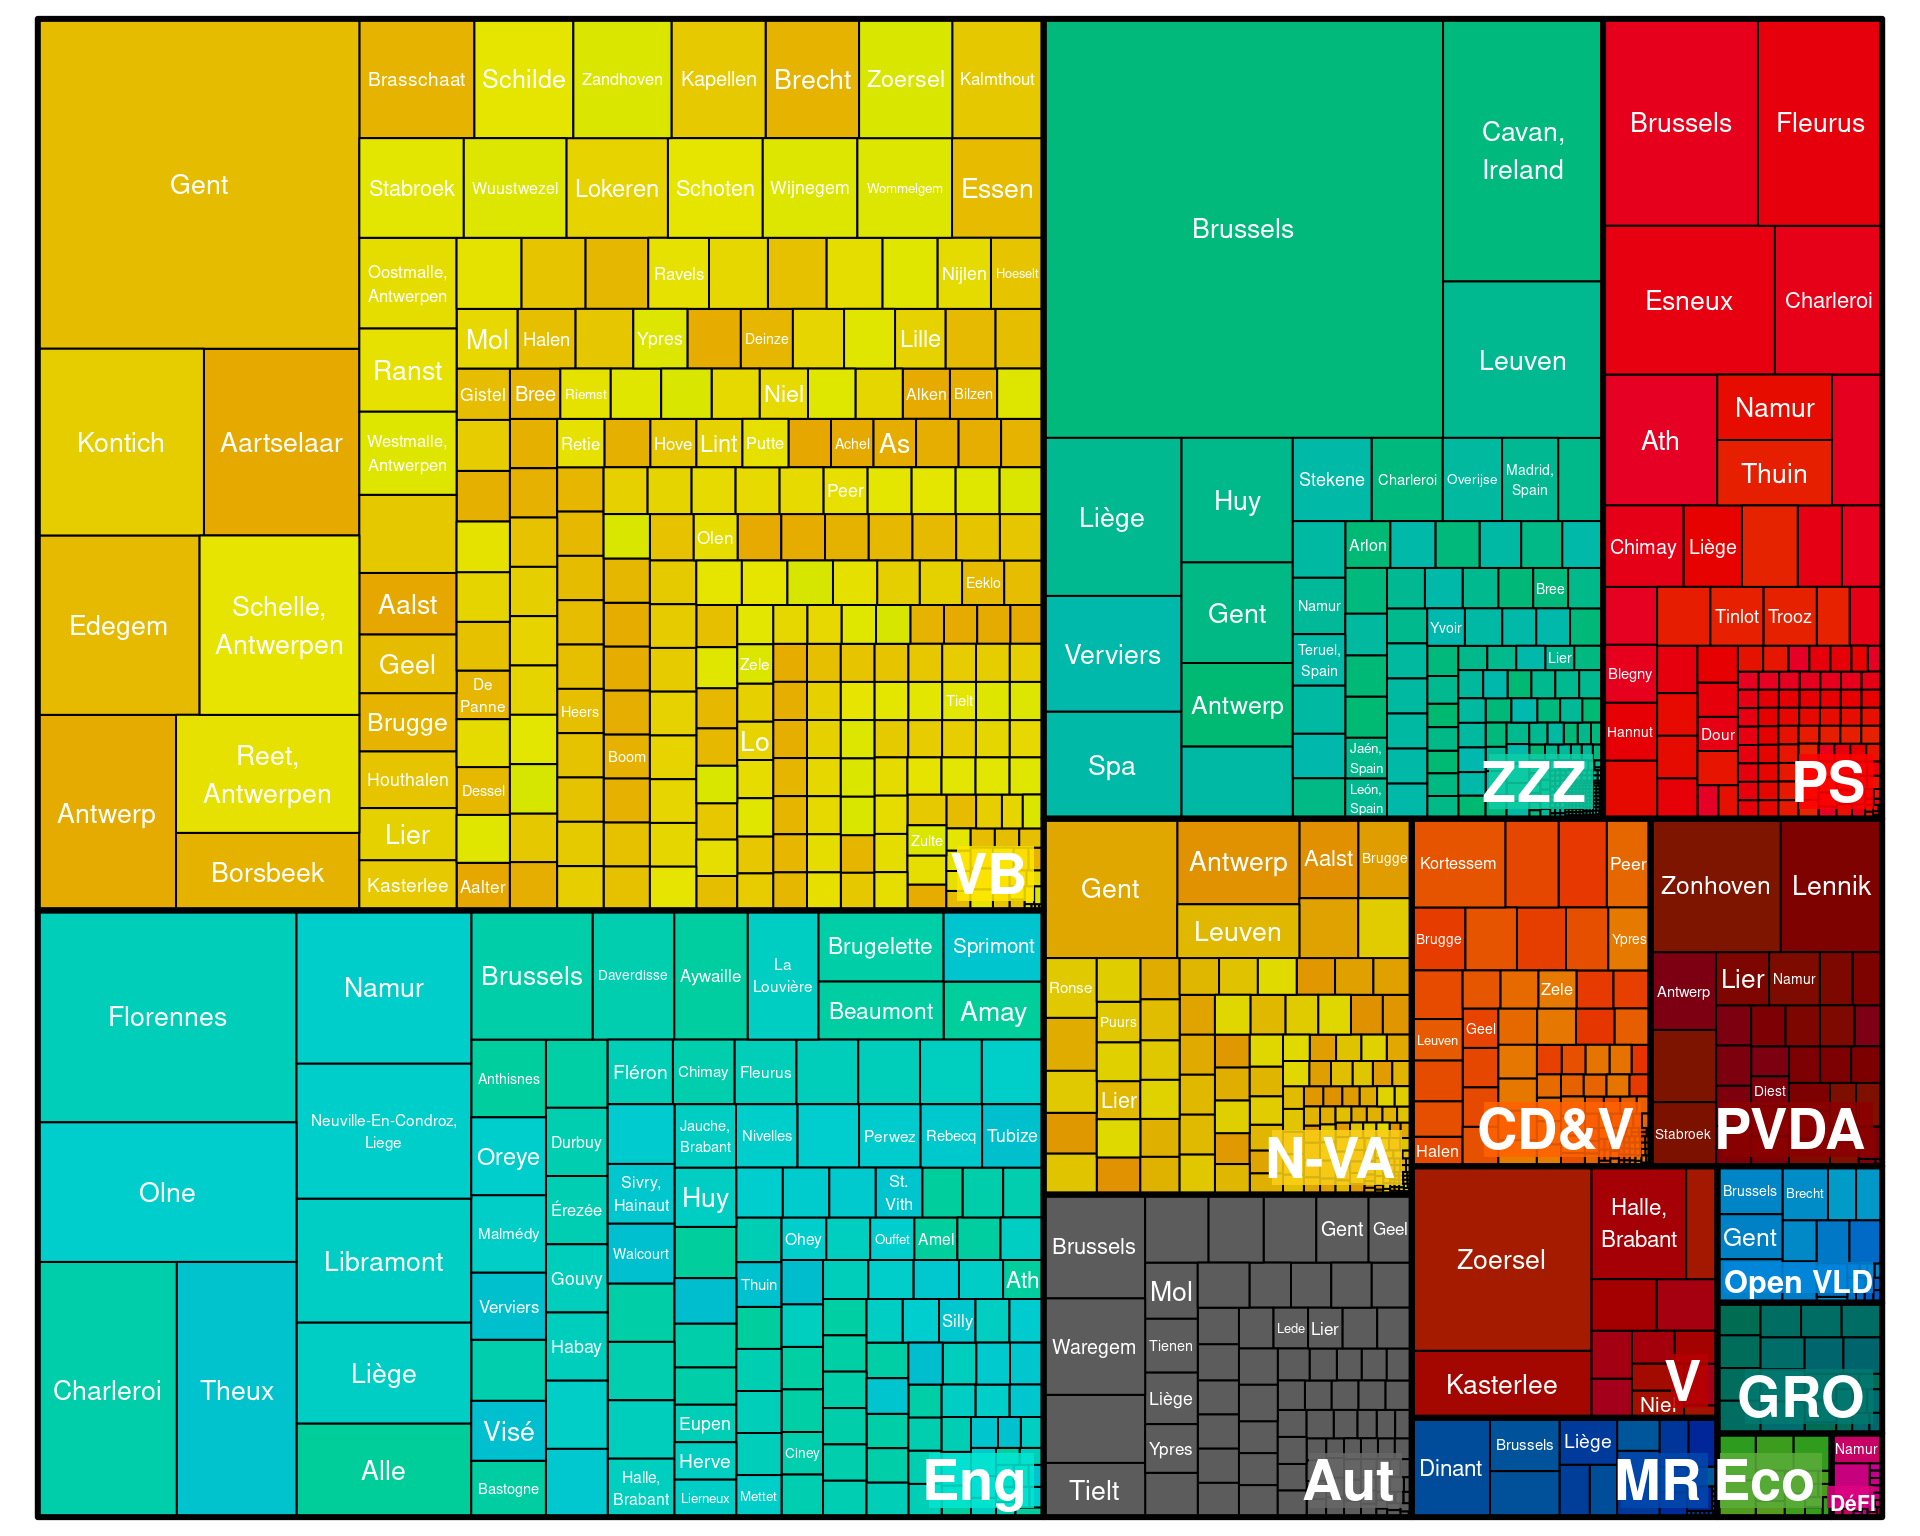 Gent
Brasschaat
Schilde
Zandhoven
Kapellen
Brecht
Zoersel
Kalmthout
Stabroek
Wuustwezel
Lokeren
Schoten
Wijnegem
Wommelgem
Essen
Oostmalle,
Antwerpen
Ravels
Nijlen
Hoeselt
Ranst
Mol
Halen
Ypres
Deinze
Lille
Gistel
Bree
Riemst
Niel
Alken
Bilzen
Kontich
Aartselaar
Westmalle,
Antwerpen
Retie
Hove
Lint
Putte
Achel
As
Peer
Olen
Eeklo
Edegem
Schelle,
Antwerpen
Aalst
Geel
De
Panne
Zele
Tielt
Heers
Brugge
Lo
Boom
Antwerp
Reet,
Antwerpen
Houthalen
Dessel
Lier
Zulte
Borsbeek
Kasterlee
Aalter
VB
Brussels
Cavan,
Ireland
Leuven
Liège
Huy
Stekene
Charleroi
Overijse
Madrid,
Spain
Arlon
Bree
Namur
Gent
Yvoir
Verviers
Teruel,
Spain
Lier
Antwerp
Spa
Jaén,
Spain
León,
Spain
ZZZ
Brussels
Fleurus
Esneux
Charleroi
Ath
Namur
Thuin
Chimay
Liège
Tinlot
Trooz
Blegny
Hannut
Dour
PS
Florennes
Namur
Brussels
Daverdisse
Aywaille
La
Louvière
Brugelette
Sprimont
Beaumont
Amay
Neuville-En-Condroz,
Liege
Anthisnes
Fléron
Chimay
Fleurus
Olne
Oreye
Durbuy
Jauche,
Brabant
Nivelles
Perwez
Rebecq
Tubize
Sivry,
Hainaut
Huy
St.
Vith
Érezée
Libramont
Malmédy
Walcourt
Ohey
Ouffet
Amel
Gouvy
Thuin
Ath
Charleroi
Theux
Liège
Verviers
Habay
Silly
Alle
Visé
Eupen
Herve
Ciney
Bastogne
Halle,
Brabant
Lierneux
Mettet
Eng
Gent
Antwerp
Aalst
Brugge
Leuven
Ronse
Puurs
Lier
N-VA
Kortessem
Peer
Brugge
Ypres
Zele
Leuven
Geel
Halen
CD&V
Zonhoven
Lennik
Antwerp
Lier
Namur
Diest
Stabroek
PVDA
Brussels
Gent
Geel
Mol
Waregem
Tienen
Lede
Lier
Liège
Ypres
Tielt
Aut
Zoersel
Halle,
Brabant
Kasterlee
V
Brussels
Brecht
Gent
Open VLD
GRO
Dinant
Brussels
Liège
MR
Eco
Namur
DéFI